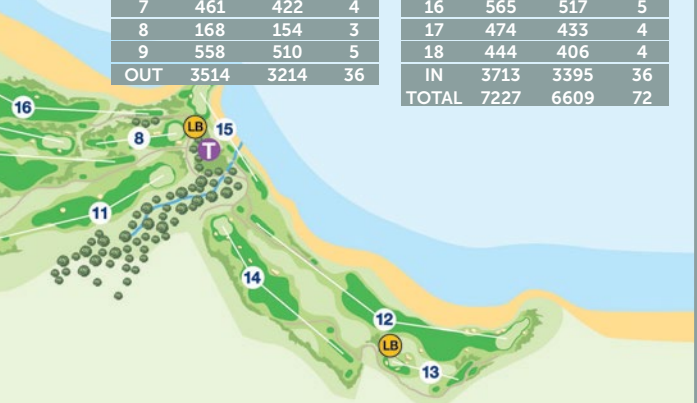 7 461 422 4
8 168 154 3
9 558 510 5
OUT 3514 3214 36
16 565 517 5
17 474 433 4
18 444 406 4
IN 3713 3395 36
TOTAL 7227 6609 72
16
8
LB
15
T
11
14
12
LB
13